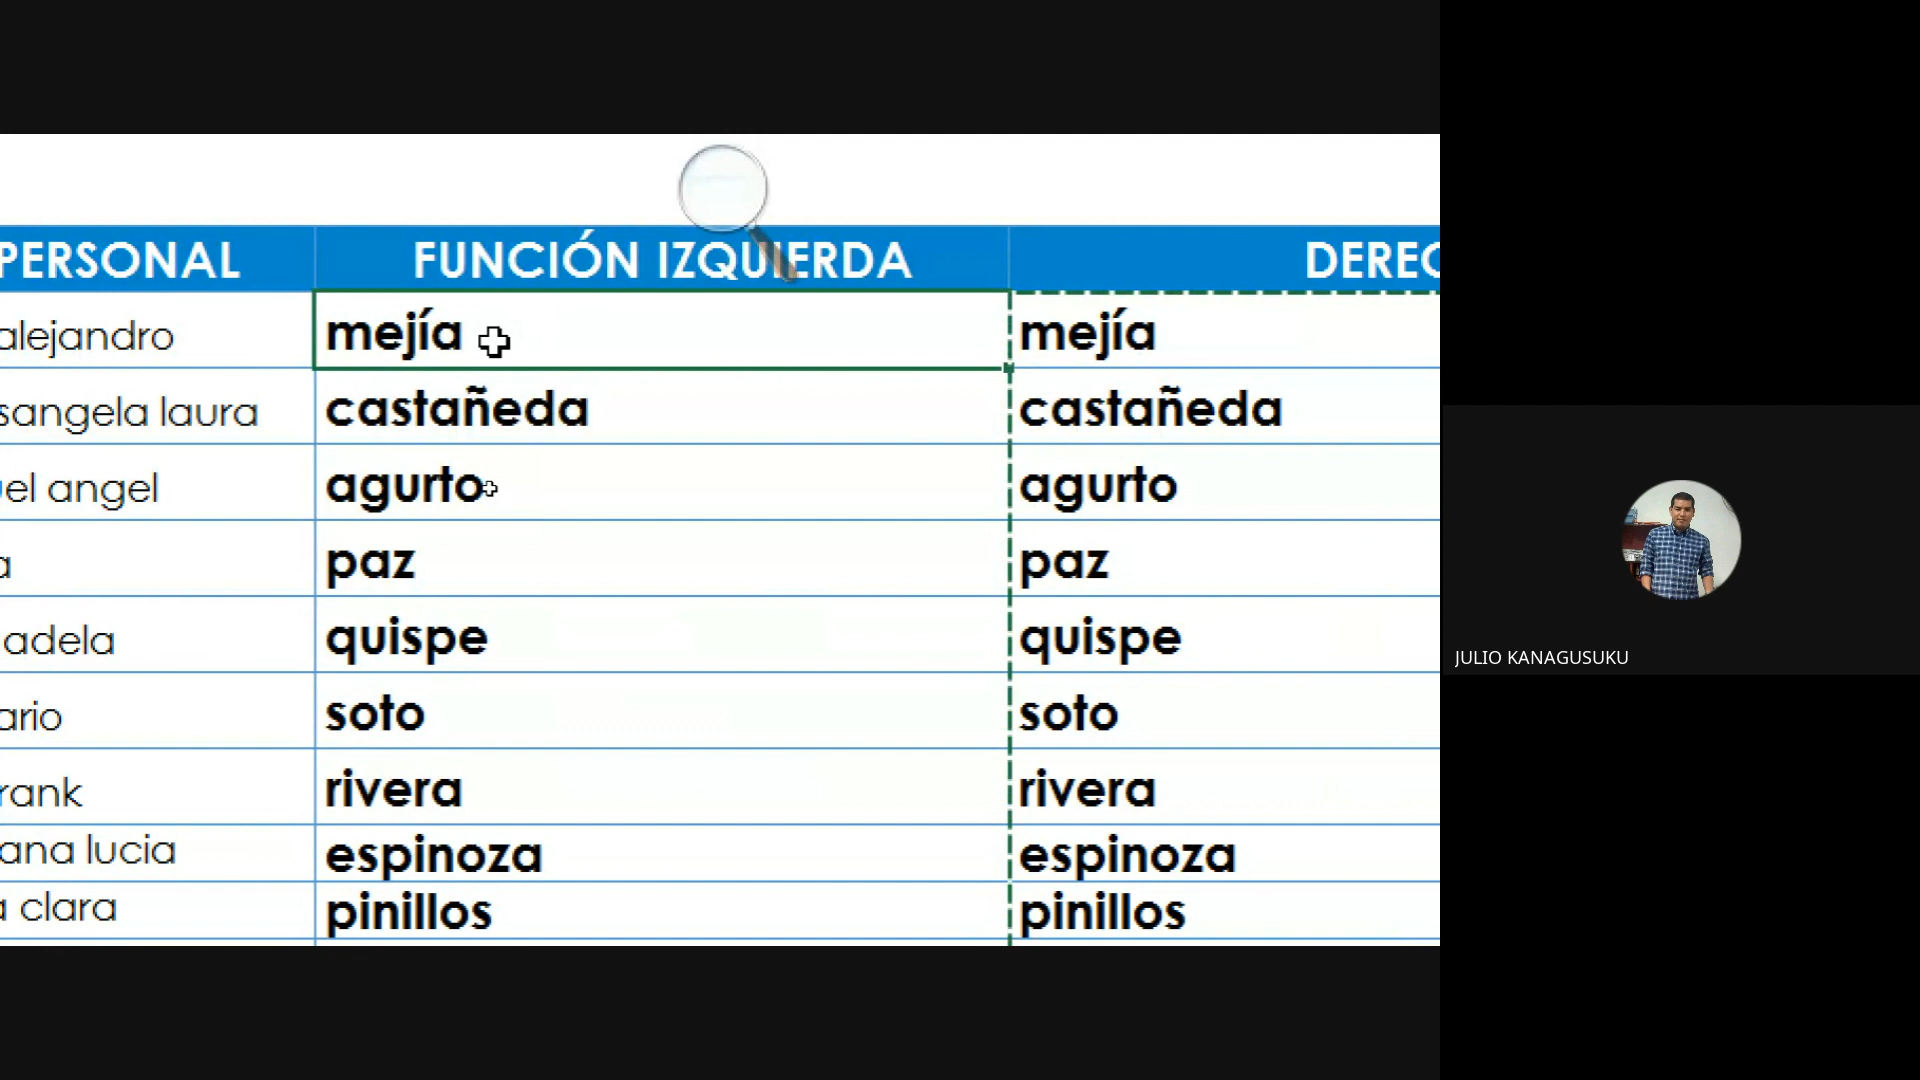 PERSONAL FUNCIÓN IZQUIERDA DEREC
alejandro mejía mejía
sangela laura castañeda castañeda
el angel agurto agurto
a paz paz
adela quispe quispe
ario soto soto
rank rivera rivera
ana lucia espinoza espinoza
a clara pinillos pinillos
JULIO KANAGUSUKU